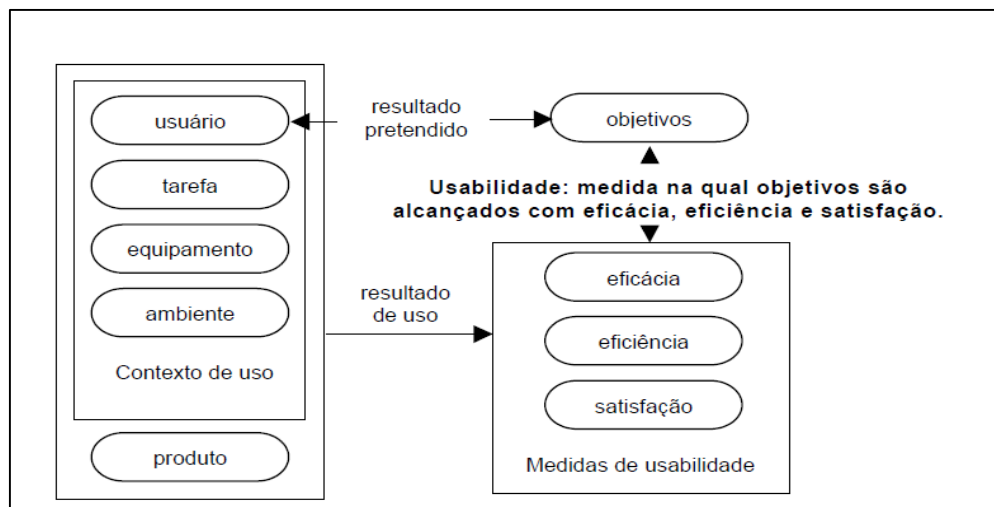 usuário
tarefa
equipamento
ambiente
Contexto de uso
produto
resultado
pretendido
objetivos
Usabilidade: medida na qual objetivos são
alcançados com eficácia, eficiência e satisfação.
resultado
de uso
eficácia
eficiência
satisfação
Medidas de usabilidade